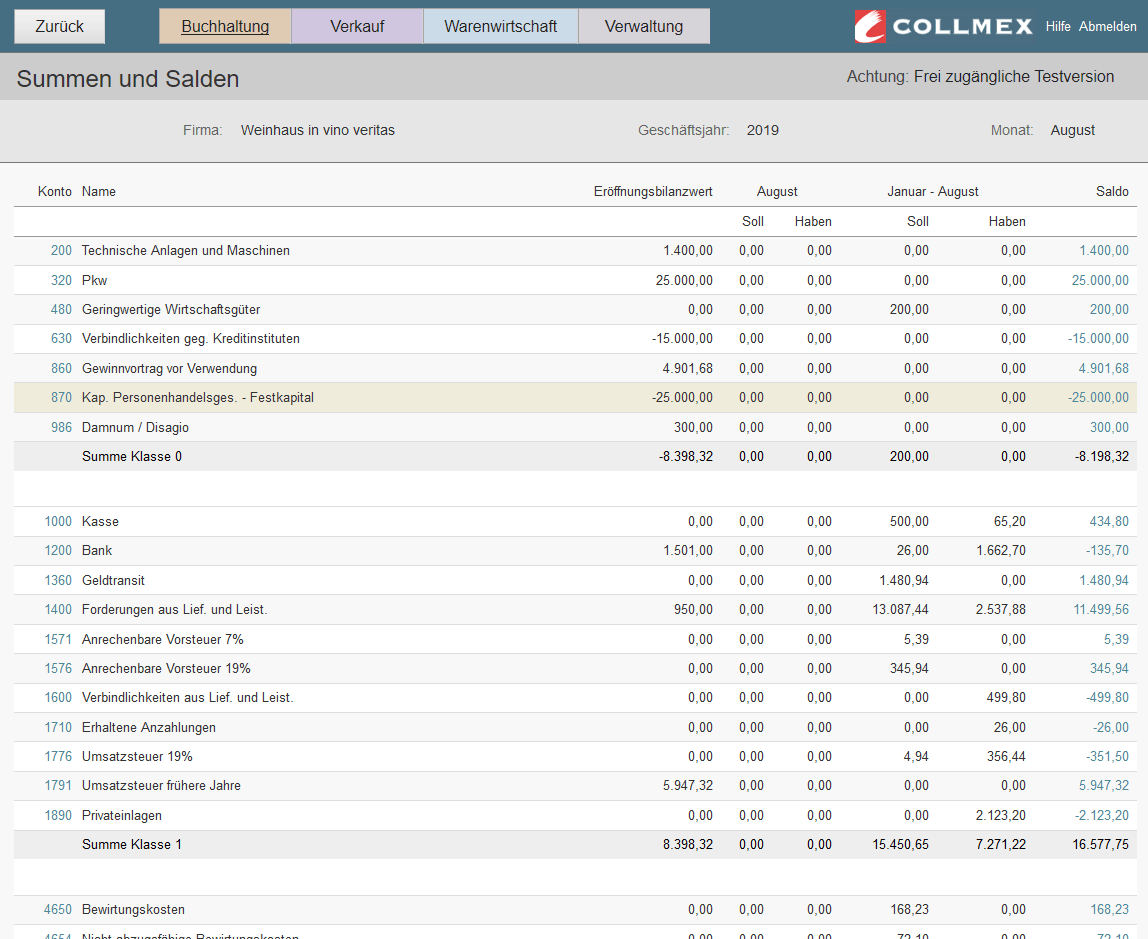 Zurück Buchhaltung Verkauf Warenwirtschaft Verwaltung COLLMEX Hilfe Abmelden
Summen und Salden Achtung: Frei zugängliche Testversion
Firma: Weinhaus in vino veritas Geschäftsjahr: 2019 Monat: August
Konto Name Eröffnungsbilanzwert August Januar - August Saldo
Soll Haben Soll Haben
200 Technische Anlagen und Maschinen 1.400,00 0,00 0,00 0,00 0,00 1.400,00
320 Pkw 25.000,00 0,00 0,00 0,00 0,00 25.000,00
480 Geringwertige Wirtschaftsgüter 0,00 0,00 0,00 200,00 0,00 200,00
630 Verbindlichkeiten geg. Kreditinstituten -15.000,00 0,00 0,00 0,00 0,00 -15.000,00
860 Gewinnvortrag vor Verwendung 4.901,68 0,00 0,00 0,00 0,00 4.901,68
870 Kap. Personenhandelsges. - Festkapital -25.000,00 0,00 0,00 0,00 0,00 -25.000,00
986 Damnum / Disagio 300,00 0,00 0,00 0,00 0,00 300,00
Summe Klasse 0 -8.398,32 0,00 0,00 200,00 0,00 -8.198,32
1000 Kasse 0,00 0,00 0,00 500,00 65,20 434,80
1200 Bank 1.501,00 0,00 0,00 26,00 1.662,70 -135,70
1360 Geldtransit 0,00 0,00 0,00 1.480,94 0,00 1.480,94
1400 Forderungen aus Lief. und Leist. 950,00 0,00 0,00 13.087,44 2.537,88 11.499,56
1571 Anrechenbare Vorsteuer 7% 0,00 0,00 0,00 5,39 0,00 5,39
1576 Anrechenbare Vorsteuer 19% 0,00 0,00 0,00 345,94 0,00 345,94
1600 Verbindlichkeiten aus Lief. und Leist. 0,00 0,00 0,00 0,00 499,80 -499,80
1710 Erhaltene Anzahlungen 0,00 0,00 0,00 0,00 26,00 -26,00
1776 Umsatzsteuer 19% 0,00 0,00 0,00 4,94 356,44 -351,50
1791 Umsatzsteuer frühere Jahre 5.947,32 0,00 0,00 0,00 0,00 5.947,32
1890 Privateinlagen 0,00 0,00 0,00 0,00 2.123,20 -2.123,20
Summe Klasse 1 8.398,32 0,00 0,00 15.450,65 7.271,22 16.577,75
4650 Bewirtungskosten 0,00 0,00 0,00 168,23 0,00 168,23
4654 Nicht abzugsfähige Bewirtungskosten 0,00 0,00 0,00 72,10 0,00 72,10